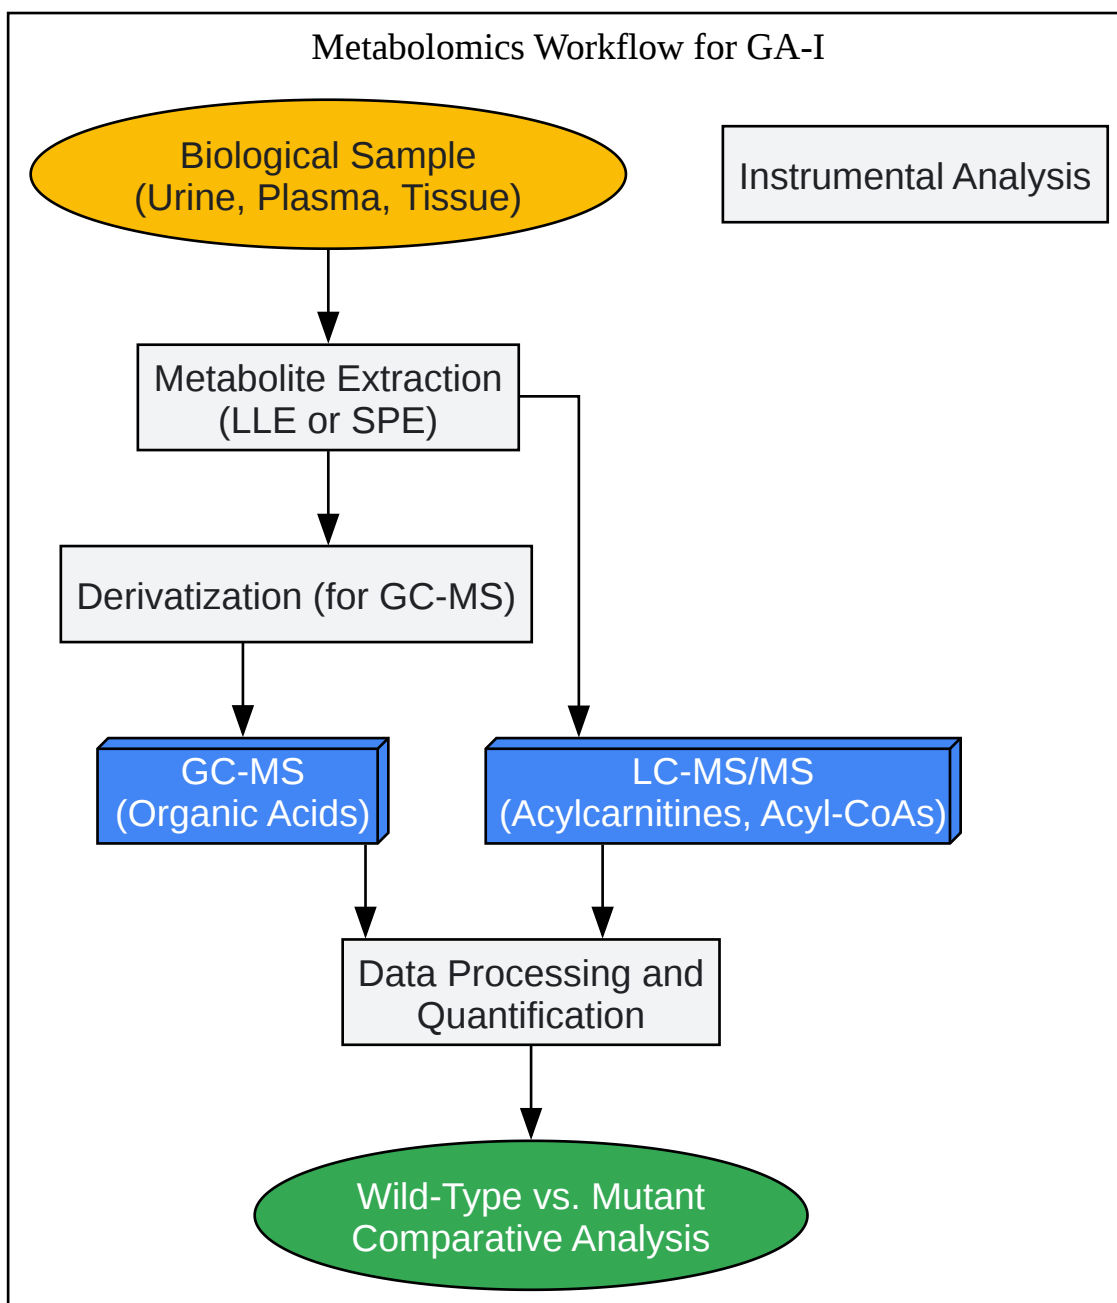 Metabolomics Workflow for GA-I
Biological Sample
(Urine, Plasma, Tissue)
Instrumental Analysis
Metabolite Extraction
(LLE or SPE)
Derivatization (for GC-MS)
GC-MS
(Organic Acids)
LC-MS/MS
(Acylcarnitines, Acyl-CoAs)
Data Processing and
Quantification
Wild-Type vs. Mutant
Comparative Analysis